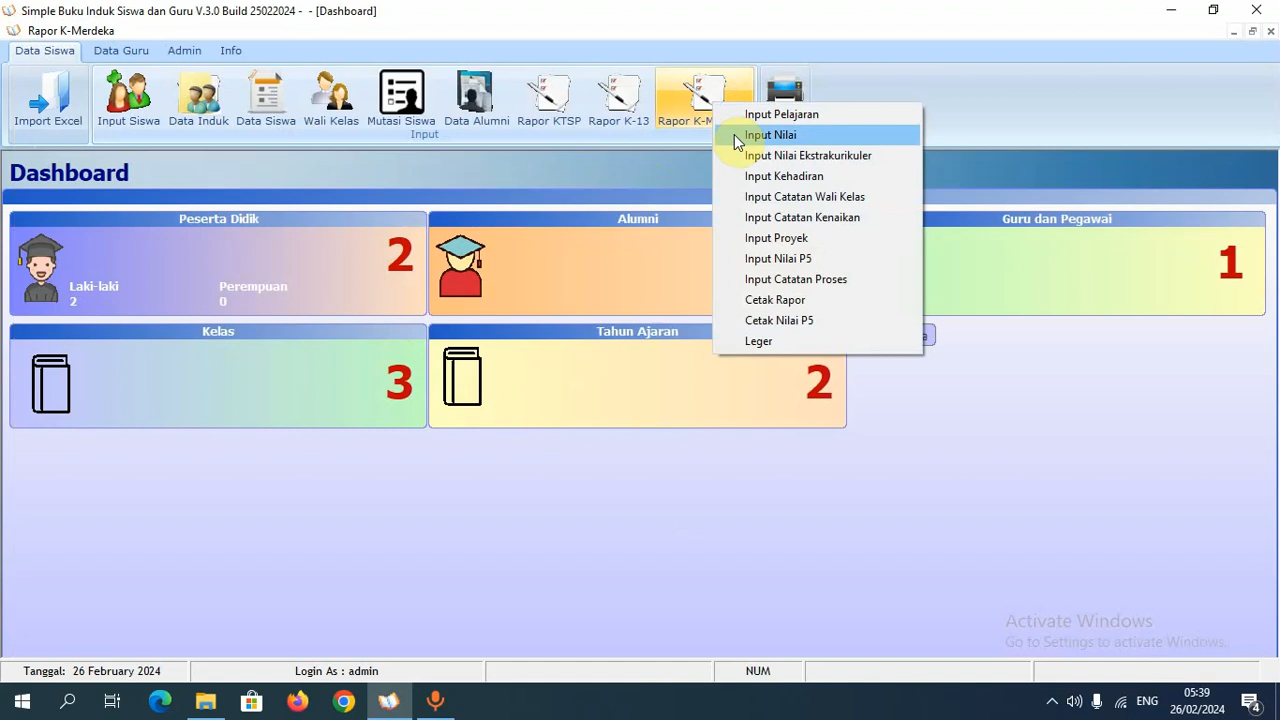 Simple Buku Induk Siswa dan Guru V.3.0 Build 25022024 - - [Dashboard]
Rapor K-Merdeka
Data Siswa Data Guru Admin Info
Import Excel Input Siswa Data Induk Data Siswa Wali Kelas Mutasi Siswa Data Alumni Rapor KTSP Rapor K-13 Rapor K-M
Input
Input Pelajaran
Input Nilai
Input Nilai Ekstrakurikuler
Input Kehadiran
Input Catatan Wali Kelas
Input Catatan Kenaikan
Input Proyek
Input Nilai P5
Input Catatan Proses
Cetak Rapor
Cetak Nilai P5
Leger
Dashboard
Peserta Didik
2
Laki-laki
2
Perempuan
0
Alumni
Guru dan Pegawai
1
Kelas
3
Tahun Ajaran
2
Activate Windows
Go to Settings to activate Windows.
Tanggal: 26 February 2024 Login As : admin NUM
ENG
05:39
26/02/2024
4